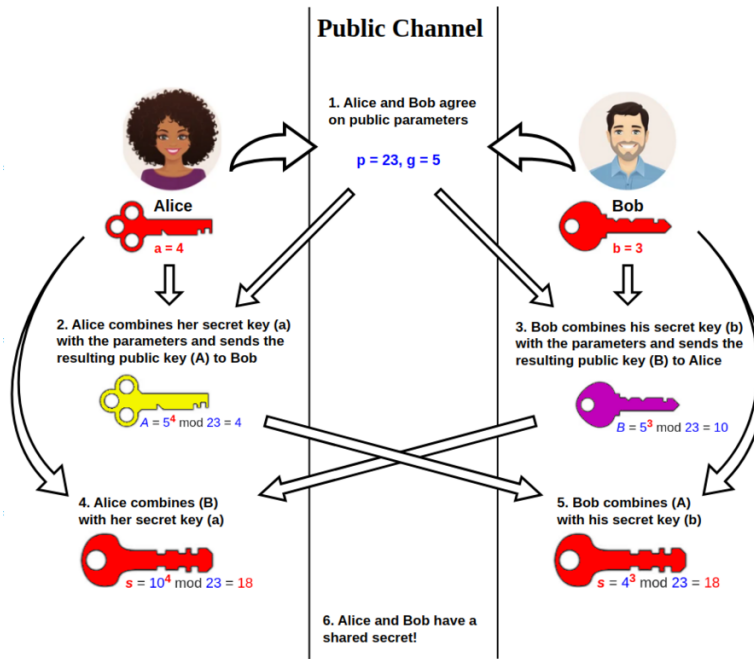 Public Channel
1. Alice and Bob agree
on public parameters
p = 23, g = 5
Alice
a = 4
Bob
b = 3
2. Alice combines her secret key (a)
with the parameters and sends the
resulting public key (A) to Bob
A = 5⁴ mod 23 = 4
3. Bob combines his secret key (b)
with the parameters and sends the
resulting public key (B) to Alice
B = 5³ mod 23 = 10
4. Alice combines (B)
with her secret key (a)
s = 10⁴ mod 23 = 18
5. Bob combines (A)
with his secret key (b)
s = 4³ mod 23 = 18
6. Alice and Bob have a
shared secret!